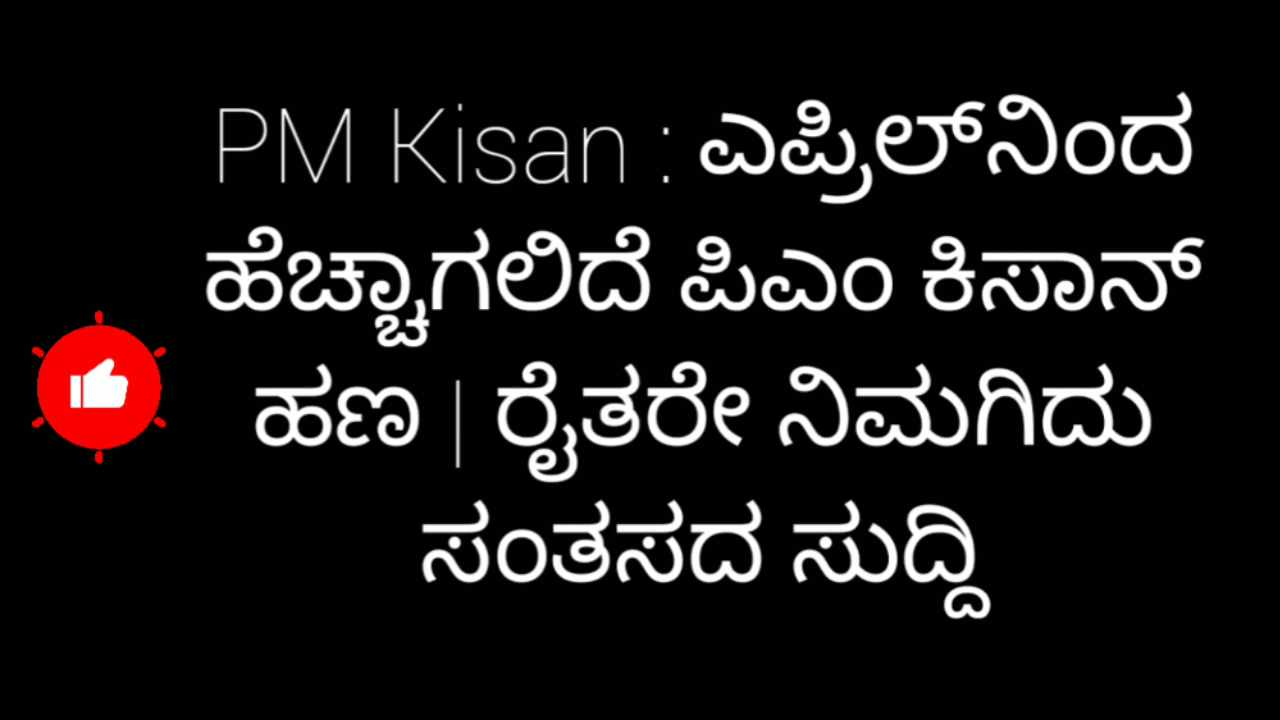 PM Kisan : ಎಪ್ರಿಲ್‌ನಿಂದ
ಹೆಚ್ಚಾಗಲಿದೆ ಪಿಎಂ ಕಿಸಾನ್
ಹಣ | ರೈತರೇ ನಿಮಗಿದು
ಸಂತಸದ ಸುದ್ದಿ